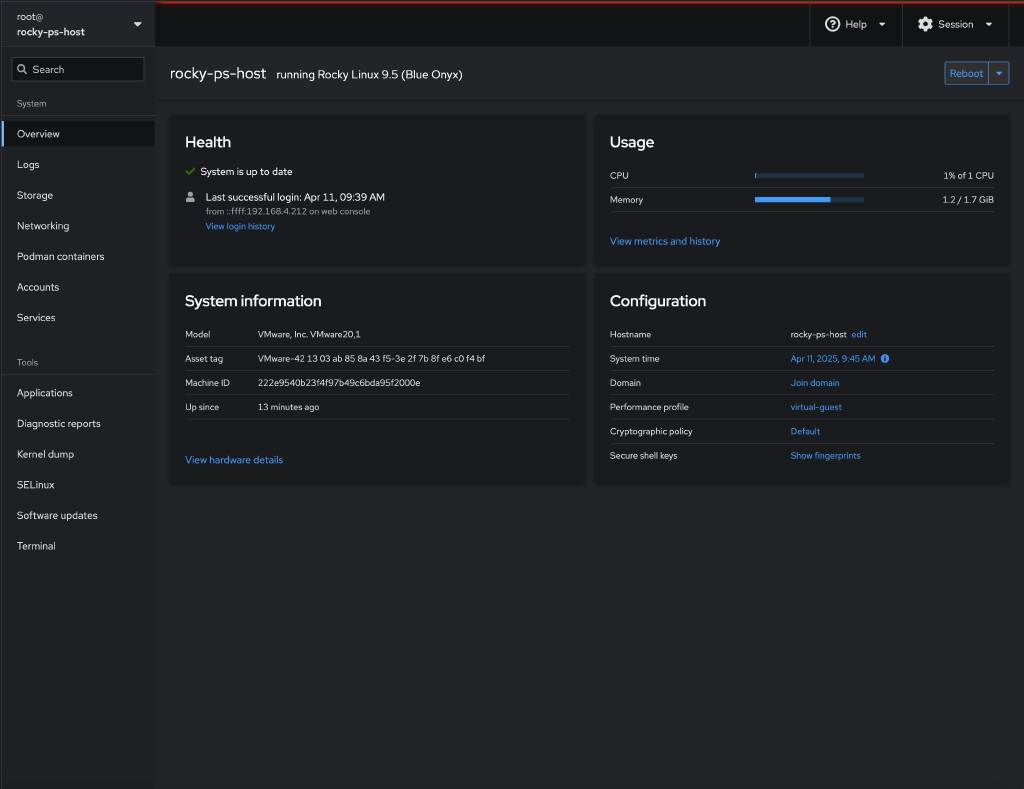 root@
rocky-ps-host
Help
Session
Search
rocky-ps-host running Rocky Linux 9.5 (Blue Onyx)
Reboot
System
Overview
Logs
Storage
Networking
Podman containers
Accounts
Services
Tools
Applications
Diagnostic reports
Kernel dump
SELinux
Software updates
Terminal
Health
System is up to date
Last successful login: Apr 11, 09:39 AM
from ::ffff:192.168.4.212 on web console
View login history
Usage
CPU 1% of 1 CPU
Memory 1.2 / 1.7 GiB
View metrics and history
System information
Model VMware, Inc. VMware20,1
Asset tag VMware-42 13 03 ab 85 8a 43 f5-3e 2f 7b 8f e6 c0 f4 bf
Machine ID 222e9540b23f4f97b49c6bda95f2000e
Up since 13 minutes ago
View hardware details
Configuration
Hostname rocky-ps-host edit
System time Apr 11, 2025, 9:45 AM
Domain Join domain
Performance profile virtual-guest
Cryptographic policy Default
Secure shell keys Show fingerprints